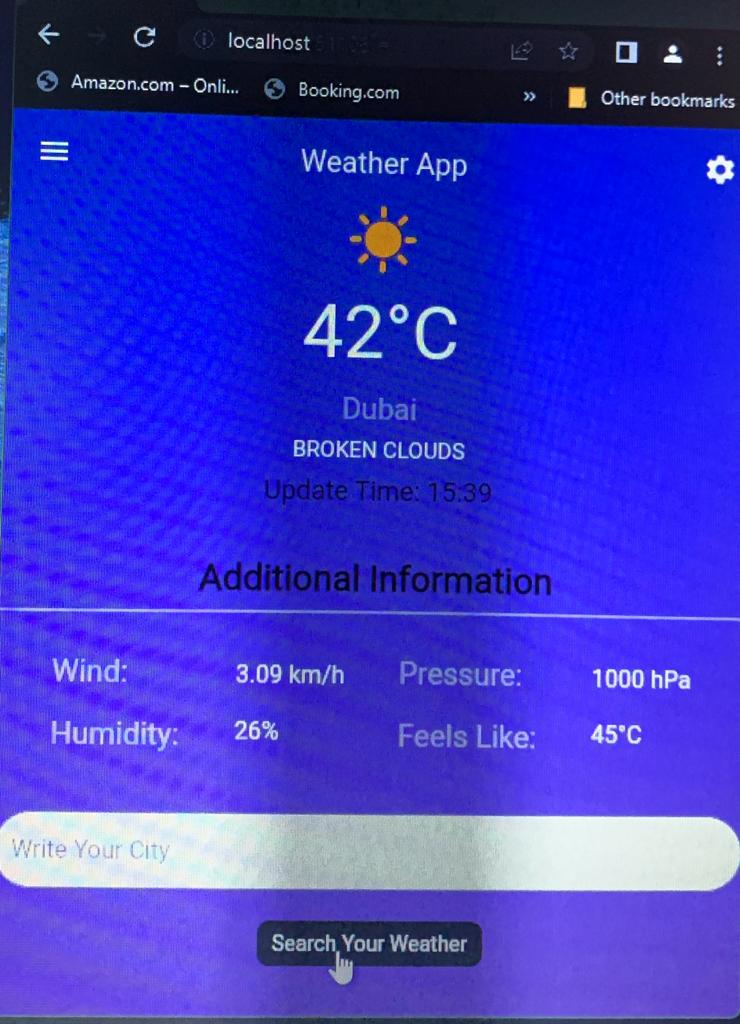 localhost
Amazon.com – Onli... Booking.com » Other bookmarks
Weather App
42°C
Dubai
BROKEN CLOUDS
Update Time: 15:39
Additional Information
Wind: 3.09 km/h Pressure: 1000 hPa
Humidity: 26% Feels Like: 45°C
Write Your City
Search Your Weather